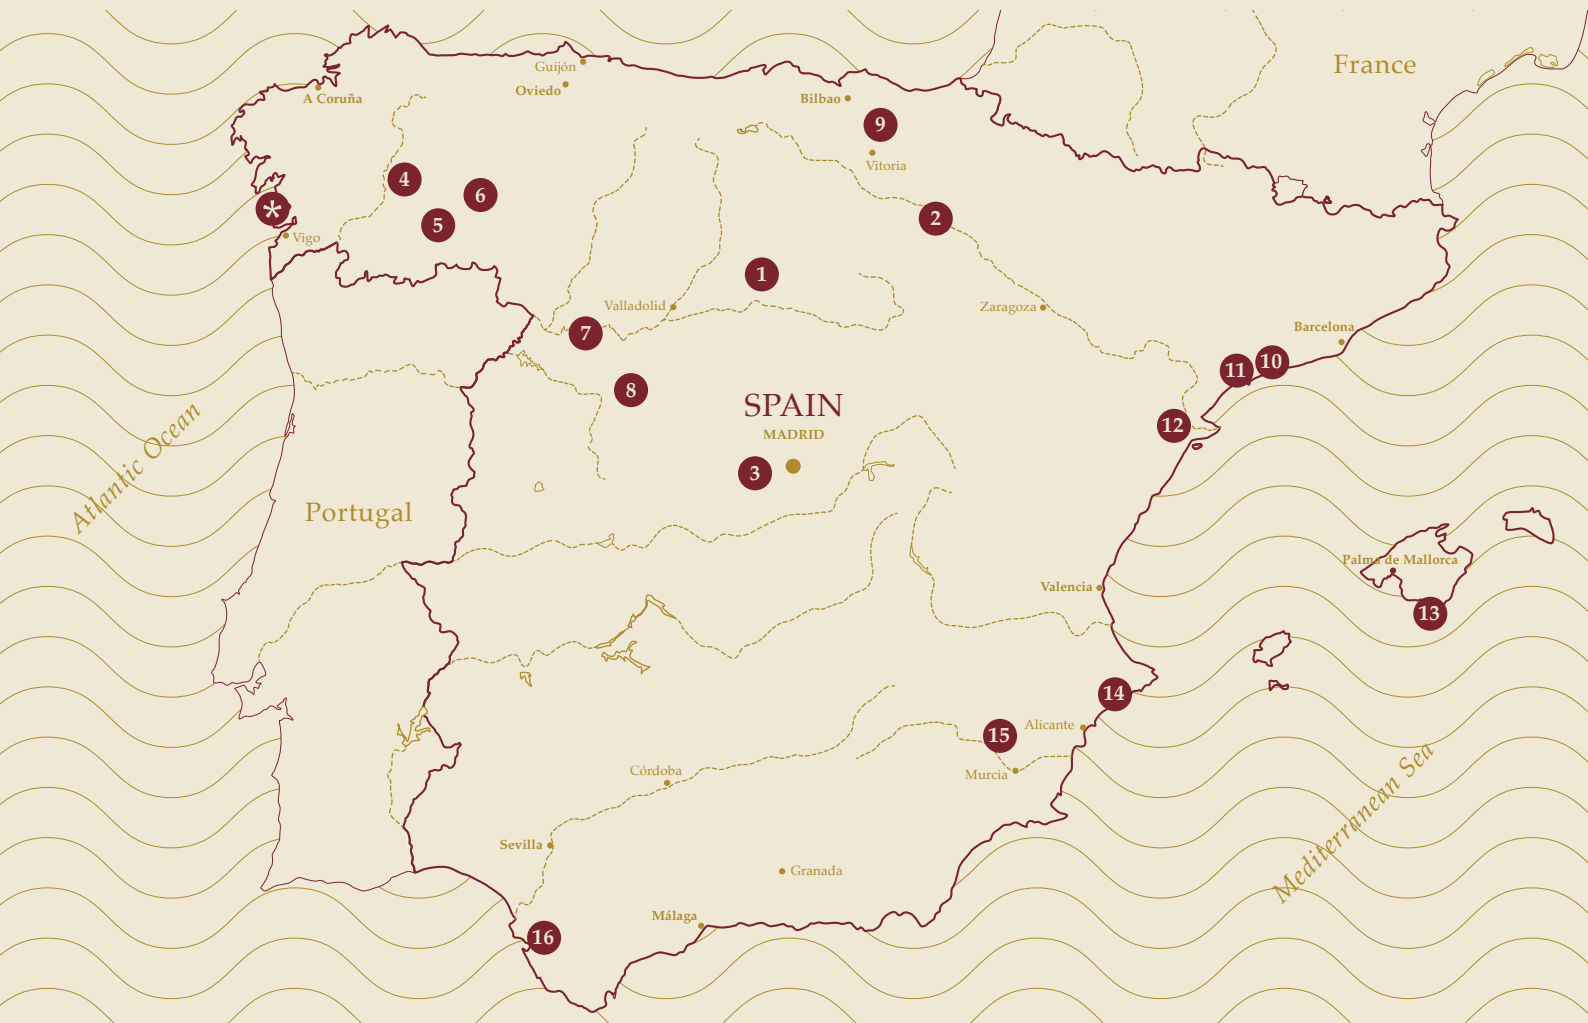 France
Guijón
Oviedo
A Coruña
Bilbao
9
Vitoria
4
6
*
5
2
Vigo
1
Valladolid
Zaragoza
7
Barcelona
11
10
8
SPAIN
MADRID
12
Atlantic Ocean
3
Portugal
Palma de Mallorca
Valencia
13
14
15
Alicante
Córdoba
Murcia
Mediterranean Sea
Sevilla
Granada
Málaga
16